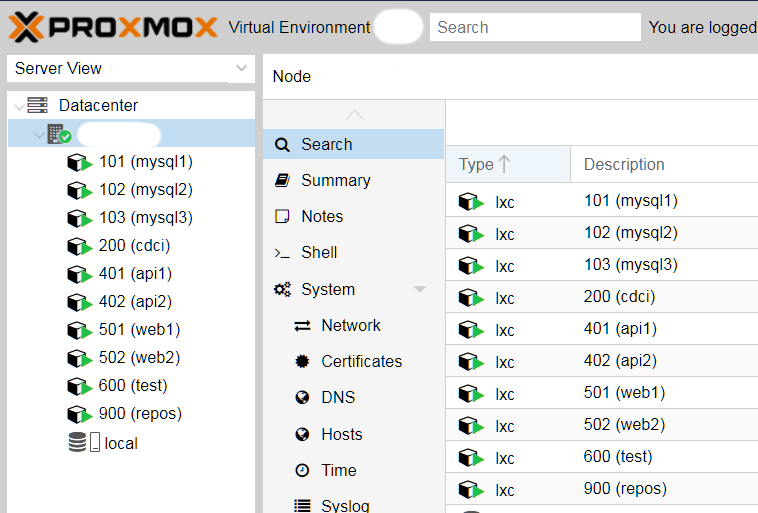 PROXMOX Virtual Environment Search You are logged
Server View
Node
Datacenter
101 (mysql1)
102 (mysql2)
103 (mysql3)
200 (cdci)
401 (api1)
402 (api2)
501 (web1)
502 (web2)
600 (test)
900 (repos)
local
Search
Summary
Notes
Shell
System
Network
Certificates
DNS
Hosts
Time
Syslog
Type Description
lxc 101 (mysql1)
lxc 102 (mysql2)
lxc 103 (mysql3)
lxc 200 (cdci)
lxc 401 (api1)
lxc 402 (api2)
lxc 501 (web1)
lxc 502 (web2)
lxc 600 (test)
lxc 900 (repos)